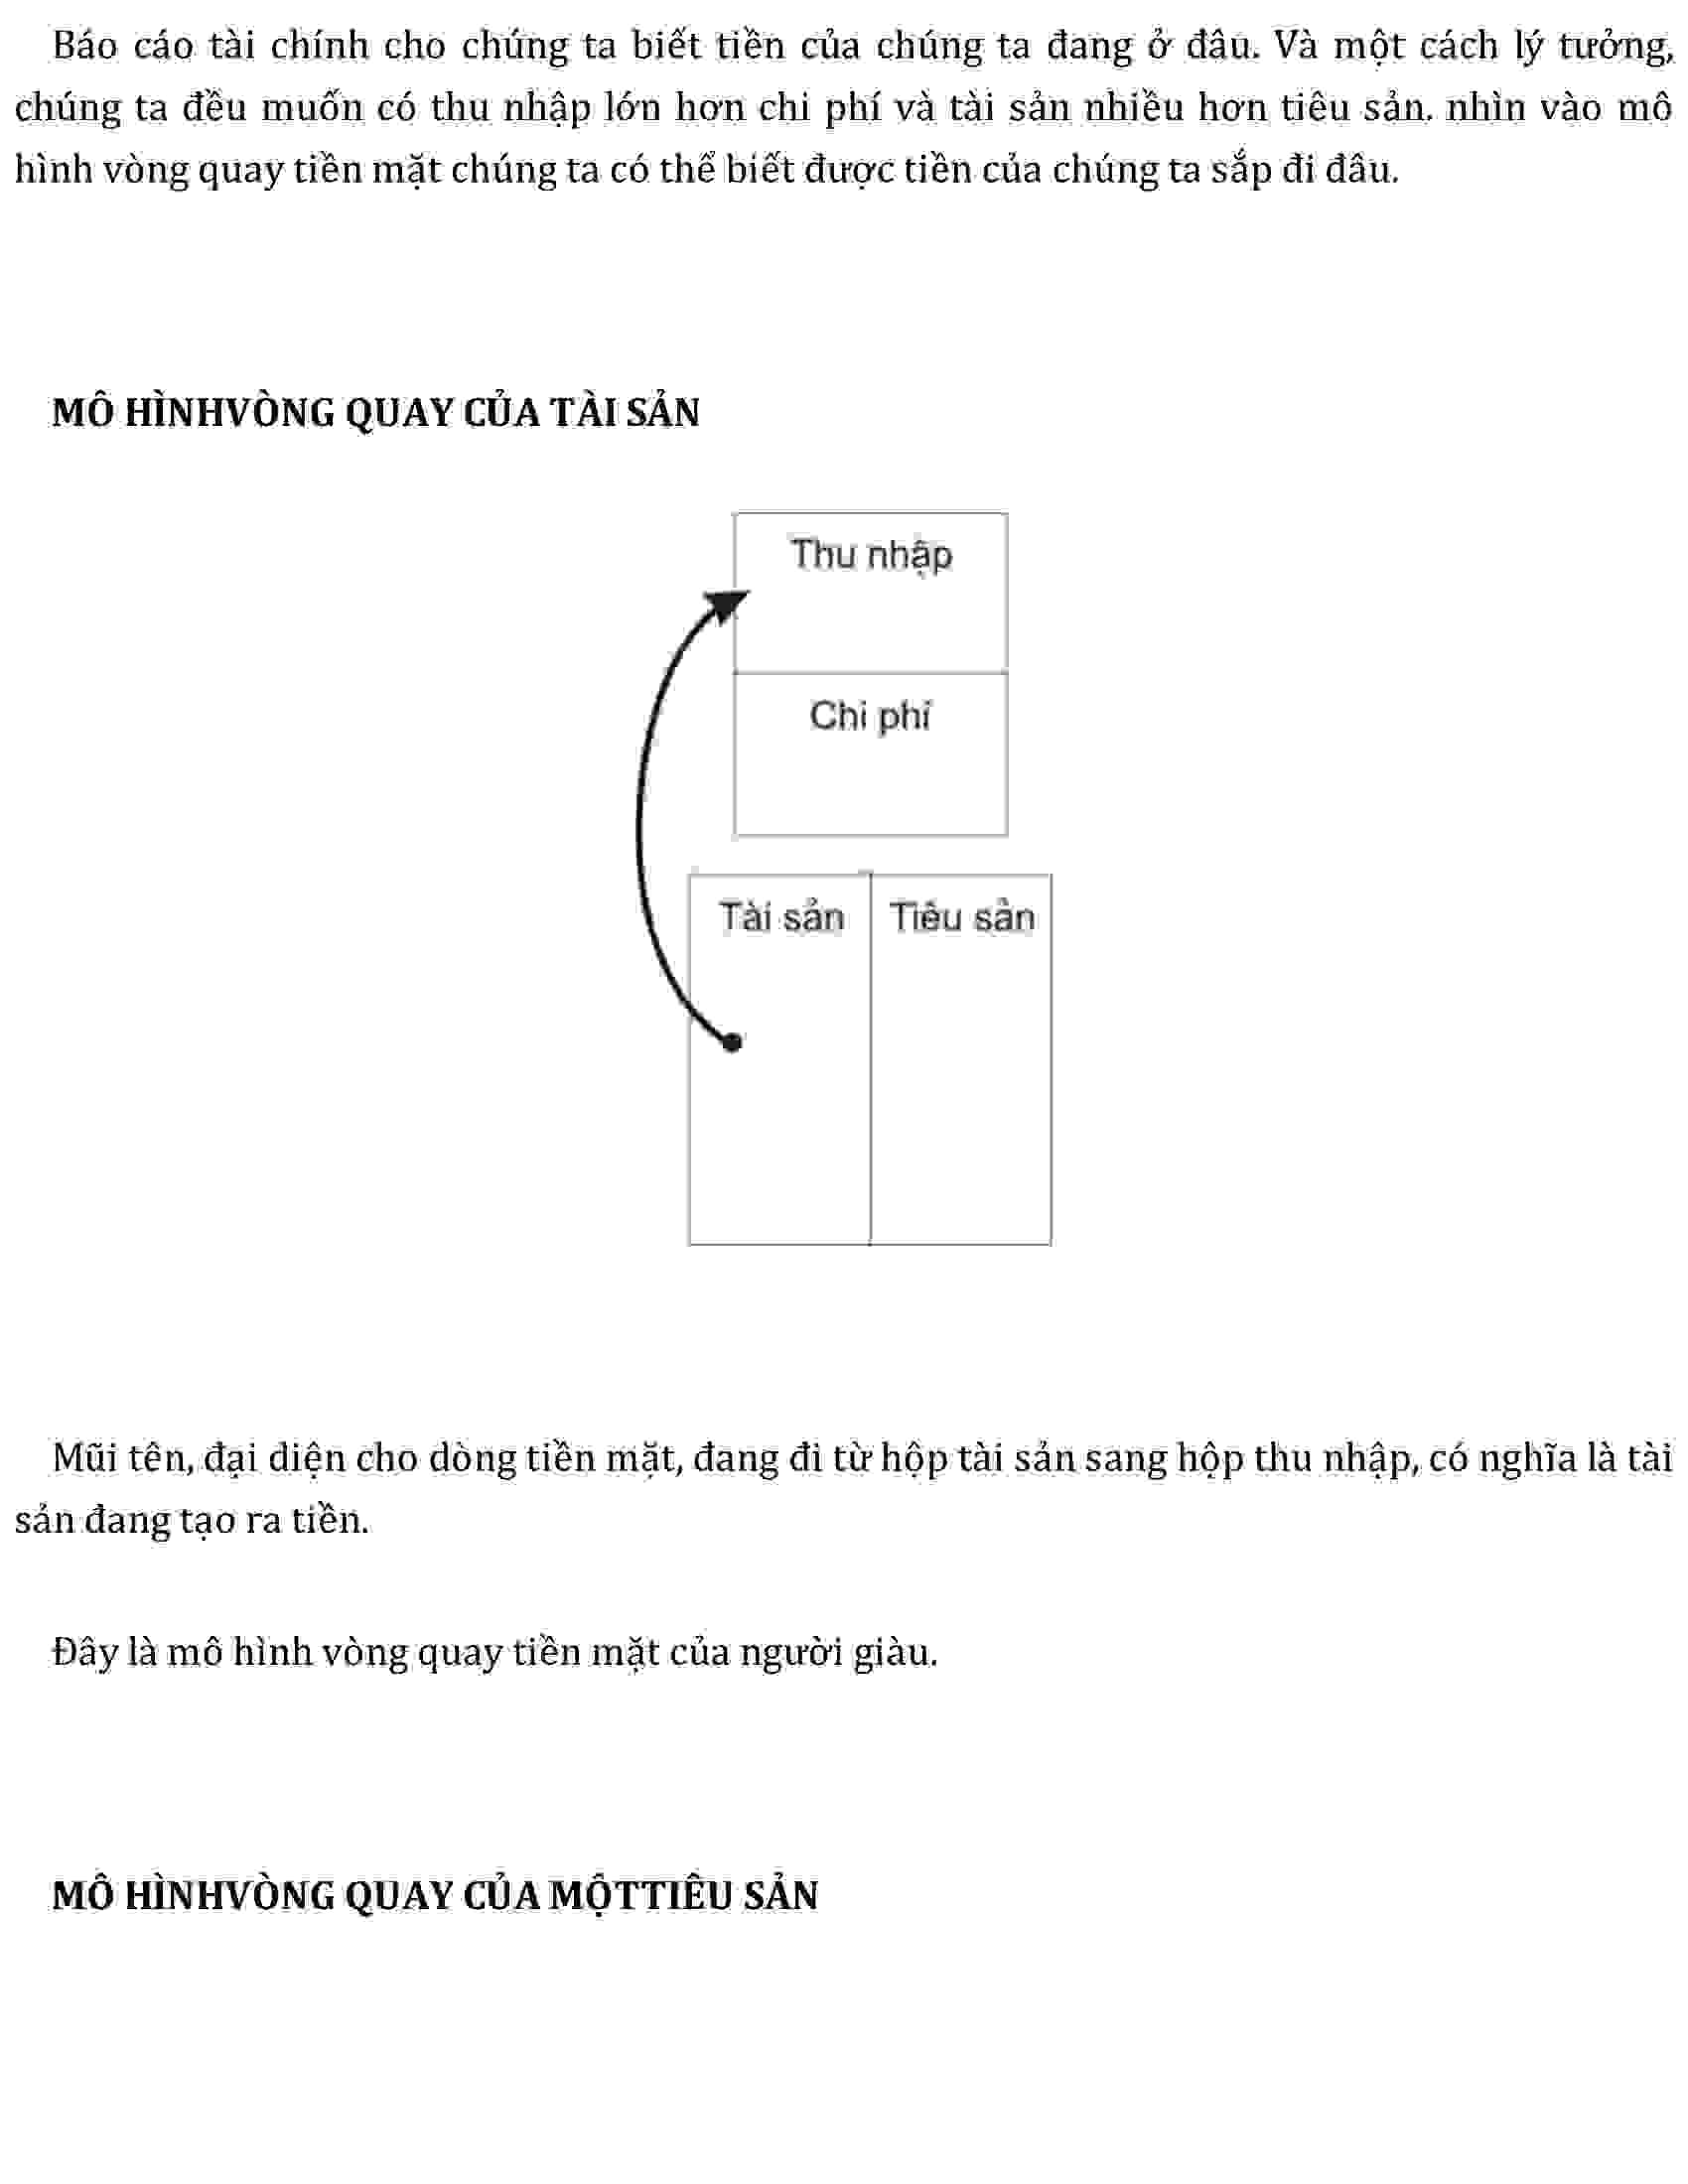 Báo cáo tài chính cho chúng ta biết tiền của chúng ta đang ở đâu. Và một cách lý tưởng,
chúng ta đều muốn có thu nhập lớn hơn chi phí và tài sản nhiều hơn tiêu sản. nhìn vào mô
hình vòng quay tiền mặt chúng ta có thể biết được tiền của chúng ta sắp đi đâu.
MÔ HÌNHVÒNG QUAY CỦA TÀI SẢN
Thu nhập
Chi phí
Tài sản
Tiêu sản
Mũi tên, đại diện cho dòng tiền mặt, đang đi từ hộp tài sản sang hộp thu nhập, có nghĩa là tài
sản đang tạo ra tiền.
Đây là mô hình vòng quay tiền mặt của người giàu.
MÔ HÌNHVÒNG QUAY CỦA MỘTTIÊU SẢN